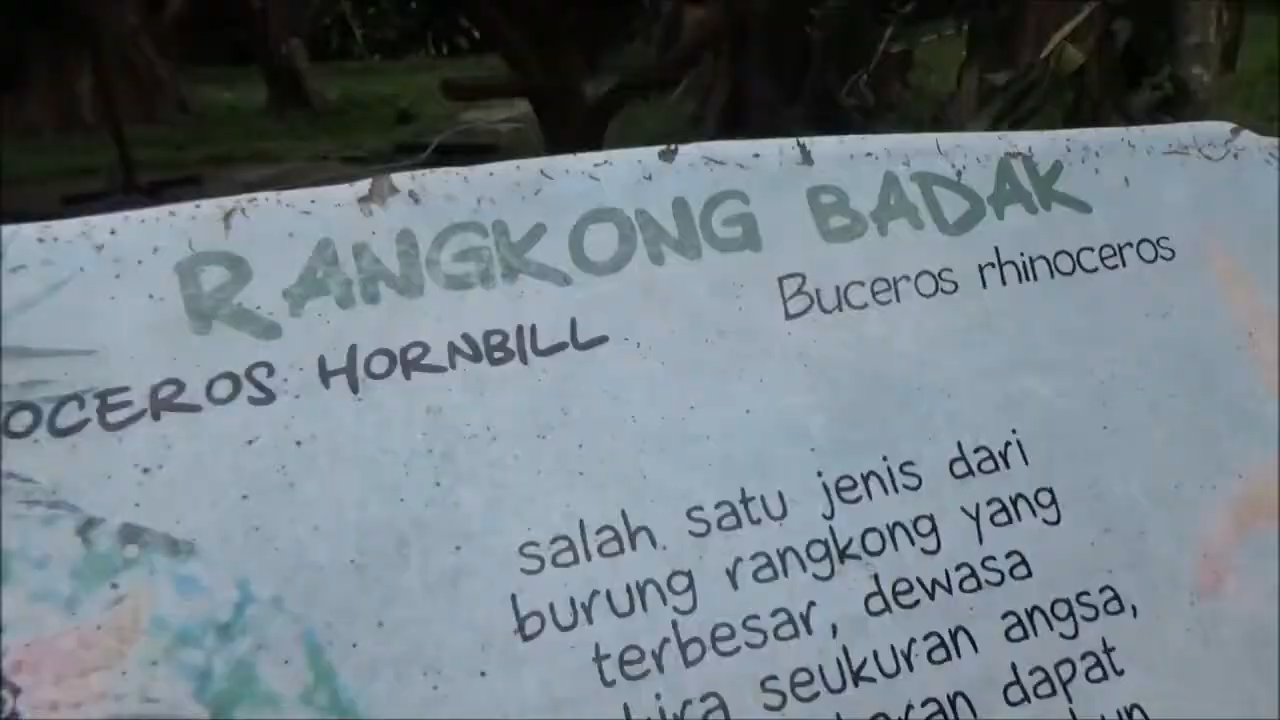 RANGKONG BADAK
Buceros rhinoceros
OCEROS HORNBILL
salah satu jenis dari
burung rangkong yang
terbesar, dewasa
seukuran angsa,
dapat